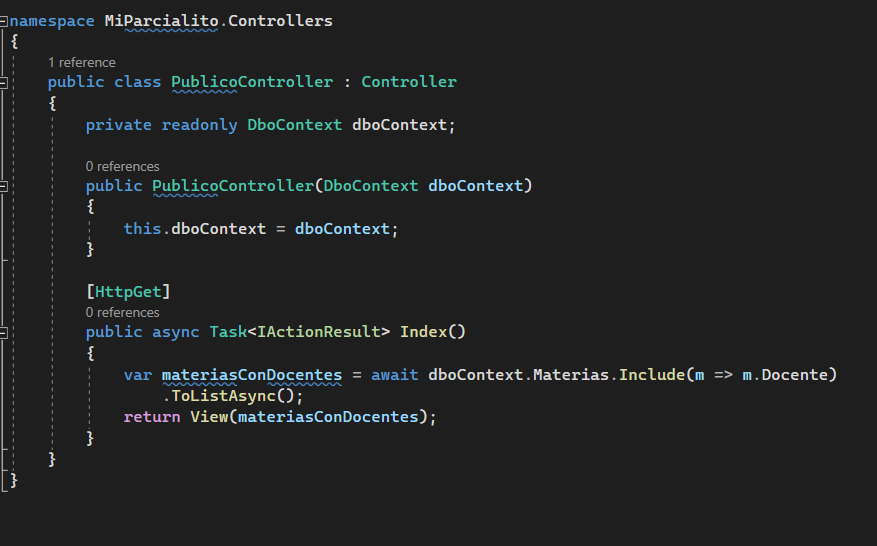 namespace MiParcialito.Controllers
{
1 reference
public class PublicoController : Controller
{
private readonly DboContext dboContext;
0 references
public PublicoController(DboContext dboContext)
{
this.dboContext = dboContext;
}
[HttpGet]
0 references
public async Task<IActionResult> Index()
{
var materiasConDocentes = await dboContext.Materias.Include(m => m.Docente)
.ToListAsync();
return View(materiasConDocentes);
}
}
}